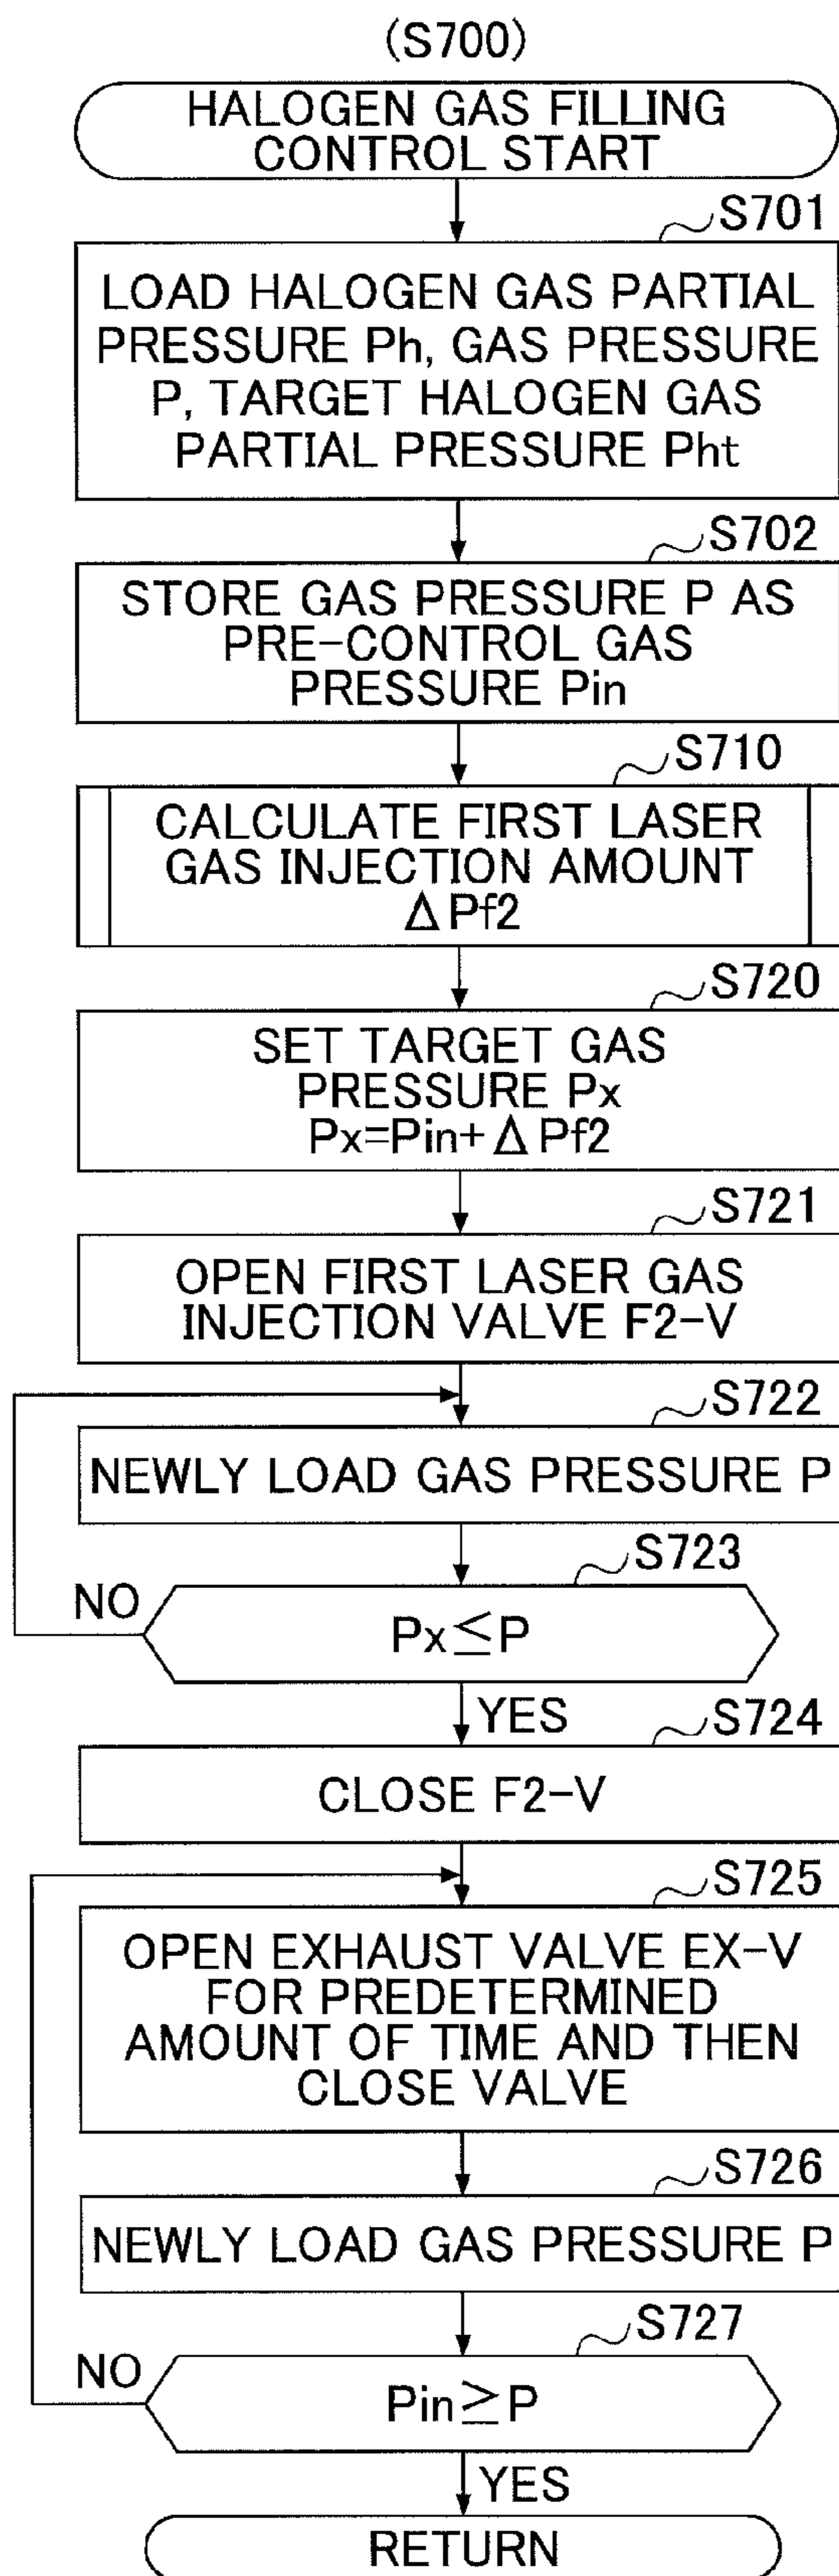 (S700)
HALOGEN GAS FILLING
CONTROL START
S701
LOAD HALOGEN GAS PARTIAL
PRESSURE Ph, GAS PRESSURE
P, TARGET HALOGEN GAS
PARTIAL PRESSURE Pht
S702
STORE GAS PRESSURE P AS
PRE-CONTROL GAS
PRESSURE Pin
S710
CALCULATE FIRST LASER
GAS INJECTION AMOUNT
ΔPf2
S720
SET TARGET GAS
PRESSURE Px
Px=Pin+ΔPf2
S721
OPEN FIRST LASER GAS
INJECTION VALVE F2-V
S722
NEWLY LOAD GAS PRESSURE P
S723
NO
Px≦P
YES
S724
CLOSE F2-V
S725
OPEN EXHAUST VALVE EX-V
FOR PREDETERMINED
AMOUNT OF TIME AND THEN
CLOSE VALVE
S726
NEWLY LOAD GAS PRESSURE P
S727
NO
Pin≧P
YES
RETURN